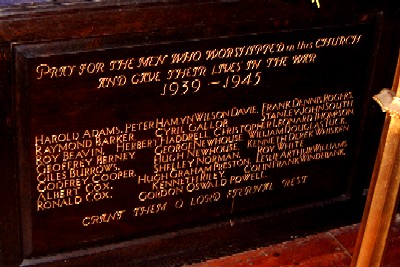 PRAY FOR THE MEN WHO WORSHIPPED in this CHURCH
AND GAVE THEIR LIVES IN THE WAR
1939 - 1945
HAROLD ADAMS. PETER HAMYN WILSON DAVIE. FRANK DENNIS ROGERS.
RAYMOND BARKER. CYRIL GALLOP. STANLEY JOHN SOUTH
ROY BEAVIN. HERBERT HADDRELL. CHRISTOPHER LEONARD THOMPSON
GEOFFREY BERNEY. GEORGE NEWHOUSE. WILLIAM DOUGLAS TUCK.
GILES BURROWS. HUGH NEWHOUSE. KENNETH
GODFREY COOPER. SHELLEY NORMAN. ROY WHITE
ALBERT COX. HUGH GRAHAM PRESTON. LESLIE ARTHUR WILLIAMS
RONALD COX. KENNETH RILEY. COLIN WINDEBANK.
GORDON OSWALD POWELL.
GRANT THEM O LORD ETERNAL REST